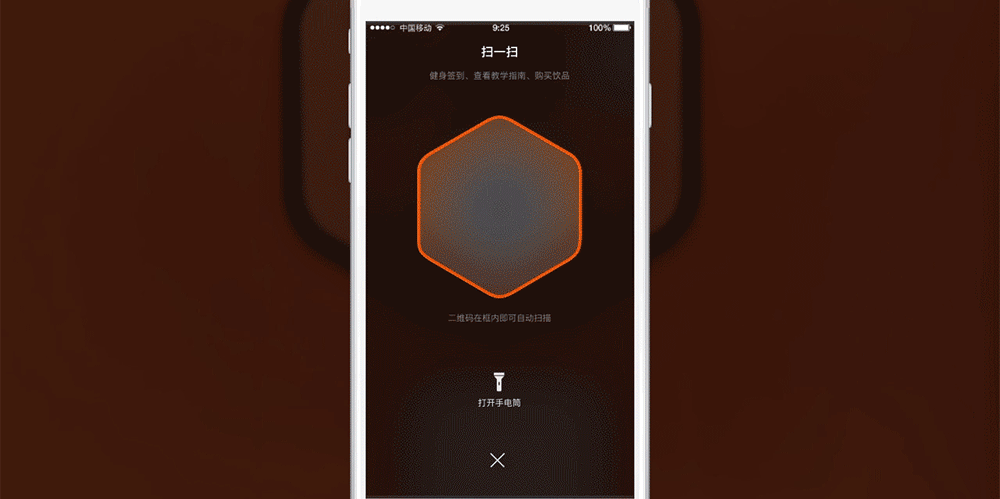 中国移动 9:25 100%
扫一扫
健身签到、查看教学指南、购买饮品
二维码在框内即可自动扫描
打开手电筒